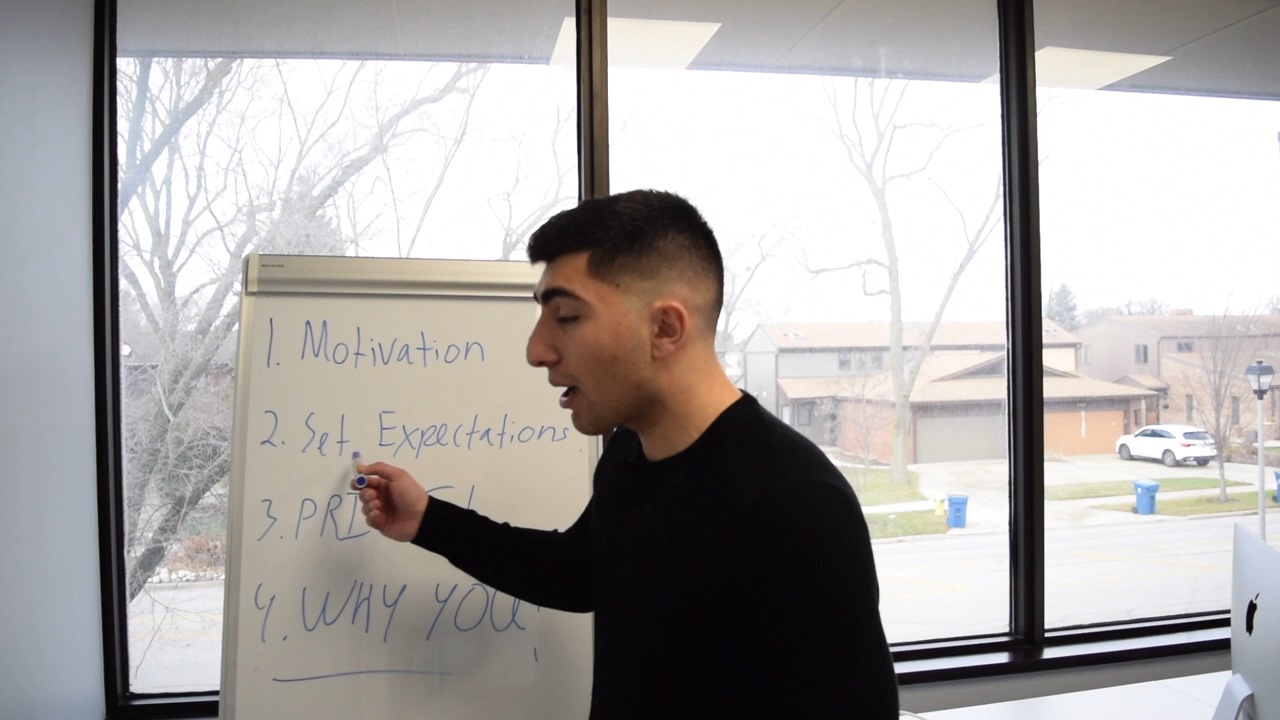 1. Motivation
2. Set Expectations
3. PRI
4. WHY YOU!